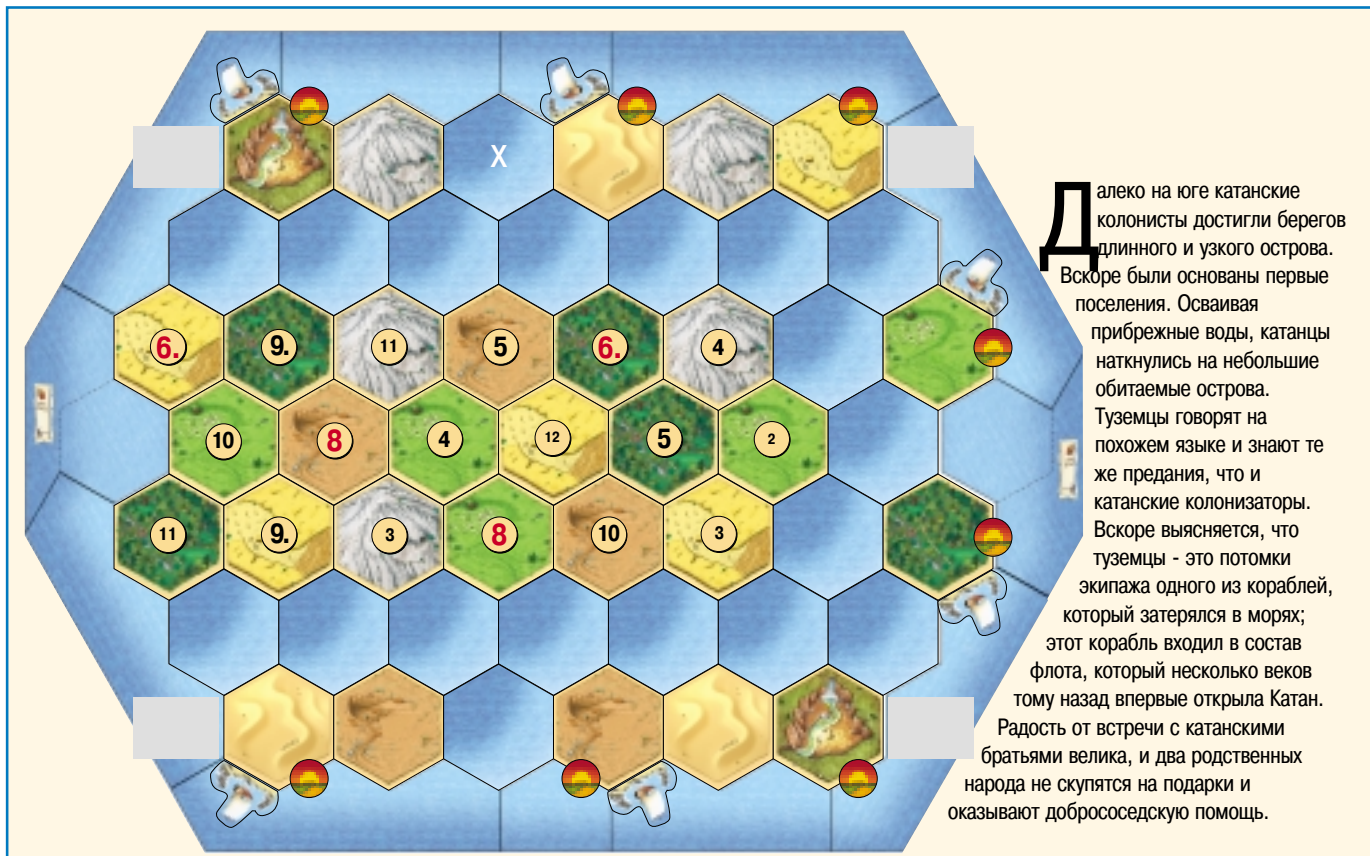 X
6.
9.
11
5
6.
4
10
8
4
12
5
2
11
9.
3
8
10
3
Далеко на юге катанские
колонисты достигли берегов
длинного и узкого острова.
Вскоре были основаны первые
поселения. Осваивая
прибрежные воды, катанцы
наткнулись на небольшие
обитаемые острова.
Туземцы говорят на
похожем языке и знают те
же предания, что и
катанские колонизаторы.
Вскоре выясняется, что
туземцы - это потомки
экипажа одного из кораблей,
который затерялся в морях;
этот корабль входил в состав
флота, который несколько веков
тому назад впервые открыла Катан.
Радость от встречи с катанскими
братьями велика, и два родственных
народа не скупятся на подарки и
оказывают добрососедскую помощь.